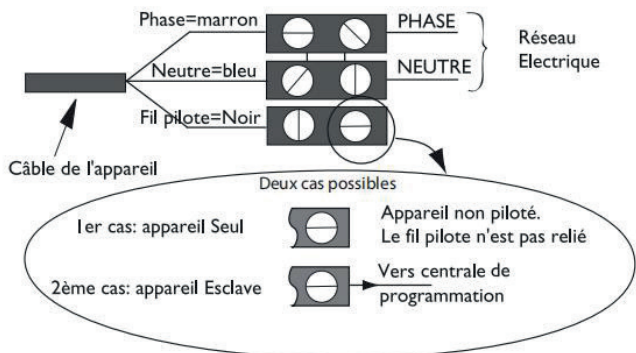 Phase=marron
PHASE
Neutre=bleu
NEUTRE
Réseau
Electrique
Fil pilote=Noir
Câble de l'appareil
Deux cas possibles
1er cas: appareil Seul
Appareil non piloté.
Le fil pilote n'est pas relié
2ème cas: appareil Esclave
Vers centrale de
programmation